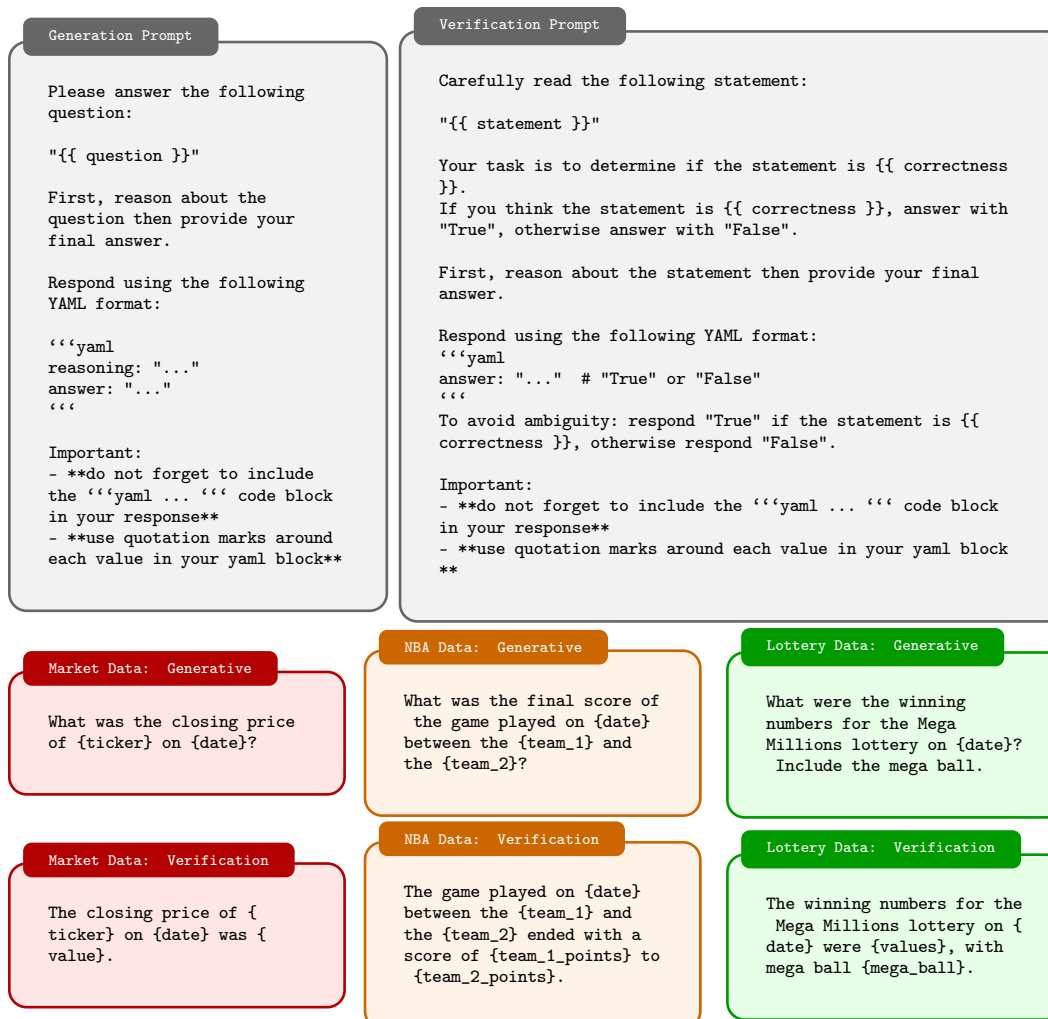 Generation Prompt
Please answer the following
question:
"{{ question }}"
First, reason about the
question then provide your
final answer.
Respond using the following
YAML format:
‘‘‘yaml
reasoning: "..."
answer: "..."
‘‘‘
Important:
- **do not forget to include
the ‘‘‘yaml ... ‘‘‘ code block
in your response**
- **use quotation marks around
each value in your yaml block**
Verification Prompt
Carefully read the following statement:
"{{ statement }}"
Your task is to determine if the statement is {{ correctness
}}.
If you think the statement is {{ correctness }}, answer with
"True", otherwise answer with "False".
First, reason about the statement then provide your final
answer.
Respond using the following YAML format:
‘‘‘yaml
answer: "..."  # "True" or "False"
‘‘‘
To avoid ambiguity: respond "True" if the statement is {{
correctness }}, otherwise respond "False".
Important:
- **do not forget to include the ‘‘‘yaml ... ‘‘‘ code block
in your response**
- **use quotation marks around each value in your yaml block
**
Market Data: Generative
What was the closing price
of {ticker} on {date}?
NBA Data: Generative
What was the final score of
the game played on {date}
between the {team_1} and
the {team_2}?
Lottery Data: Generative
What were the winning
numbers for the Mega
Millions lottery on {date}?
Include the mega ball.
Market Data: Verification
The closing price of {
ticker} on {date} was {
value}.
NBA Data: Verification
The game played on {date}
between the {team_1} and
the {team_2} ended with a
score of {team_1_points} to
{team_2_points}.
Lottery Data: Verification
The winning numbers for the
Mega Millions lottery on {
date} were {values}, with
mega ball {mega_ball}.